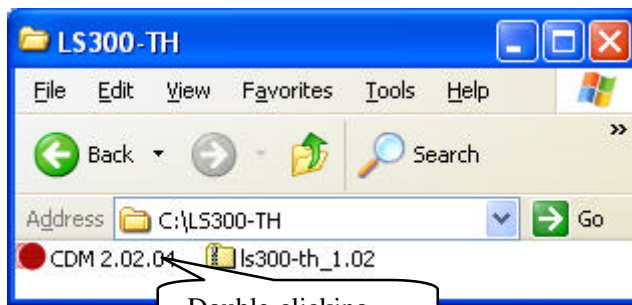 LS300-TH
File Edit View Favorites Tools Help
Back Search »
Address C:\LS300-TH Go
CDM 2.02.04 ls300-th_1.02
Double clicking